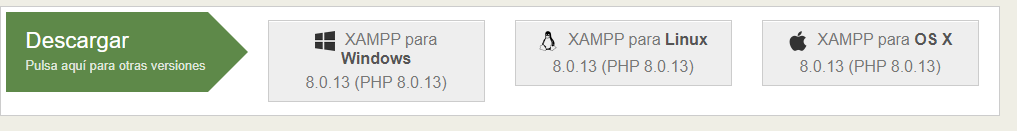 Descargar
Pulsa aquí para otras versiones
XAMPP para
Windows
8.0.13 (PHP 8.0.13)
XAMPP para Linux
8.0.13 (PHP 8.0.13)
XAMPP para OS X
8.0.13 (PHP 8.0.13)